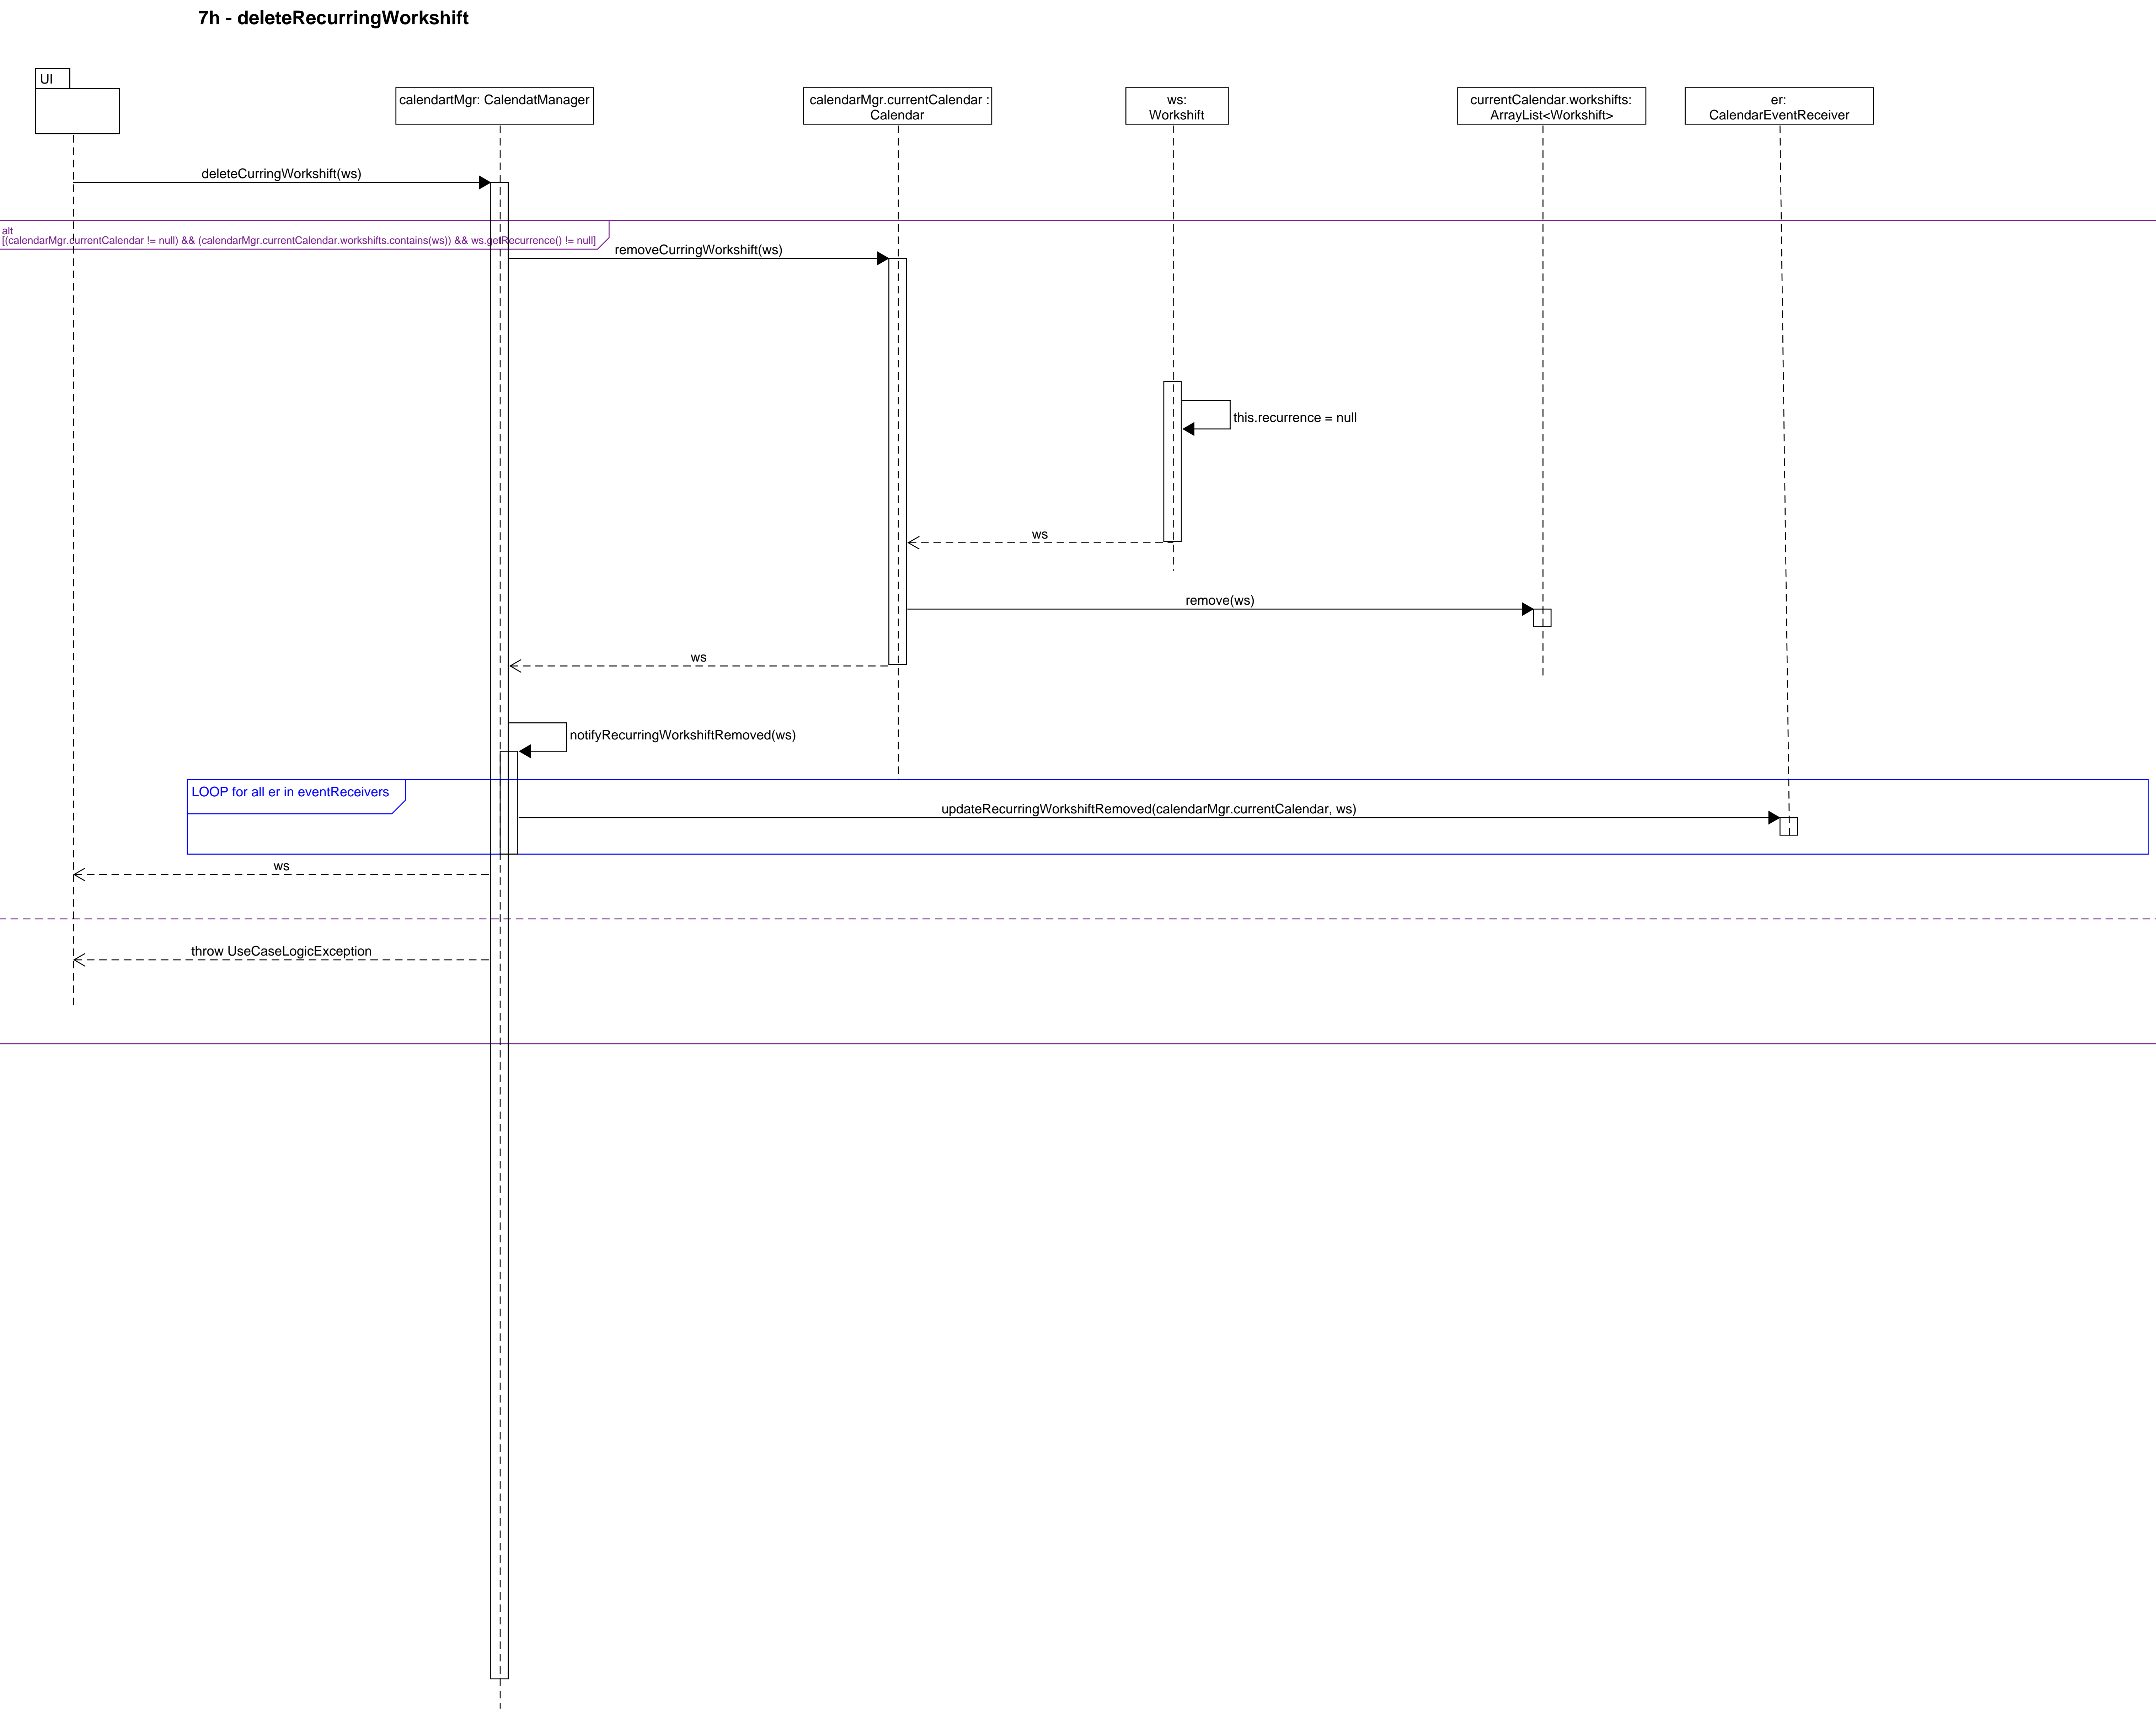 7h - deleteRecurringWorkshift
UI
calendartMgr: CalendatManager
calendarMgr.currentCalendar :
Calendar
ws:
Workshift
currentCalendar.workshifts:
ArrayList<Workshift>
er:
CalendarEventReceiver
deleteCurringWorkshift(ws)
alt
[(calendarMgr.currentCalendar != null) && (calendarMgr.currentCalendar.workshifts.contains(ws)) && ws.getRecurrence() != null]
removeCurringWorkshift(ws)
this.recurrence = null
ws
remove(ws)
ws
notifyRecurringWorkshiftRemoved(ws)
LOOP for all er in eventReceivers
updateRecurringWorkshiftRemoved(calendarMgr.currentCalendar, ws)
ws
throw UseCaseLogicException